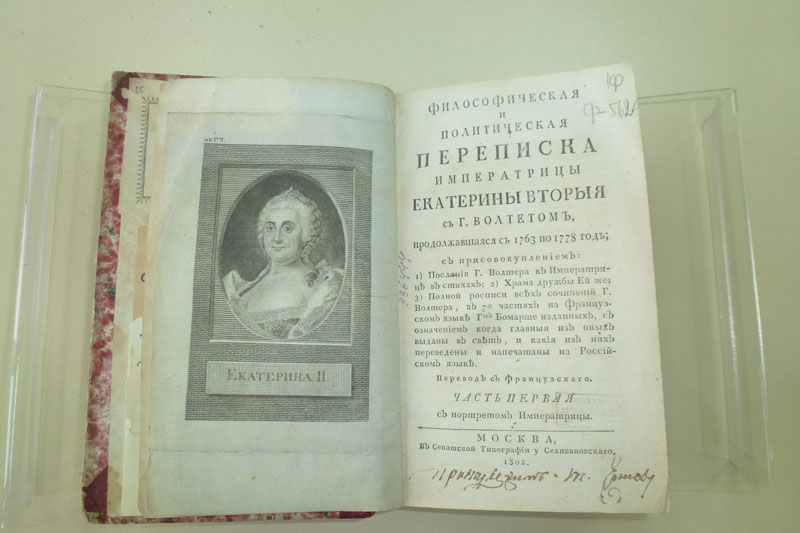 ЕКАТЕРИНА II.
336440
ФИЛОСОФИЧЕСКАЯ
И
ПОЛИТИЧЕСКАЯ
ПЕРЕПИСКА
ИМПЕРАТРИЦЫ
ЕКАТЕРИНЫ ВТОРЫЯ
съ Г. ВОЛТЕТОМЪ,
продолжавшаяся съ 1763 по 1778 годъ;
съ присовокупленіемъ:
1) Посланія Г. Волтера къ Императри-
цѣ въ стихахъ; 2) Храма дружбы Ей же;
3) Полной росписи всѣхъ сочиненій Г.
Волтера, въ 70 частяхъ на Француз-
скомъ языкѣ Гмъ Бомарше изданныхъ, съ
означеніемъ когда главныя изъ оныхъ
выданы въ свѣтъ, и какія изъ нихъ
переведены и напечатаны на Россій-
скомъ языкѣ.
Переводъ съ Французскаго.
ЧАСТЬ ПЕРВАЯ
съ портретомъ Императрицы.
МОСКВА,
Въ Сенатской Типографіи у Селивановскаго,
1802.